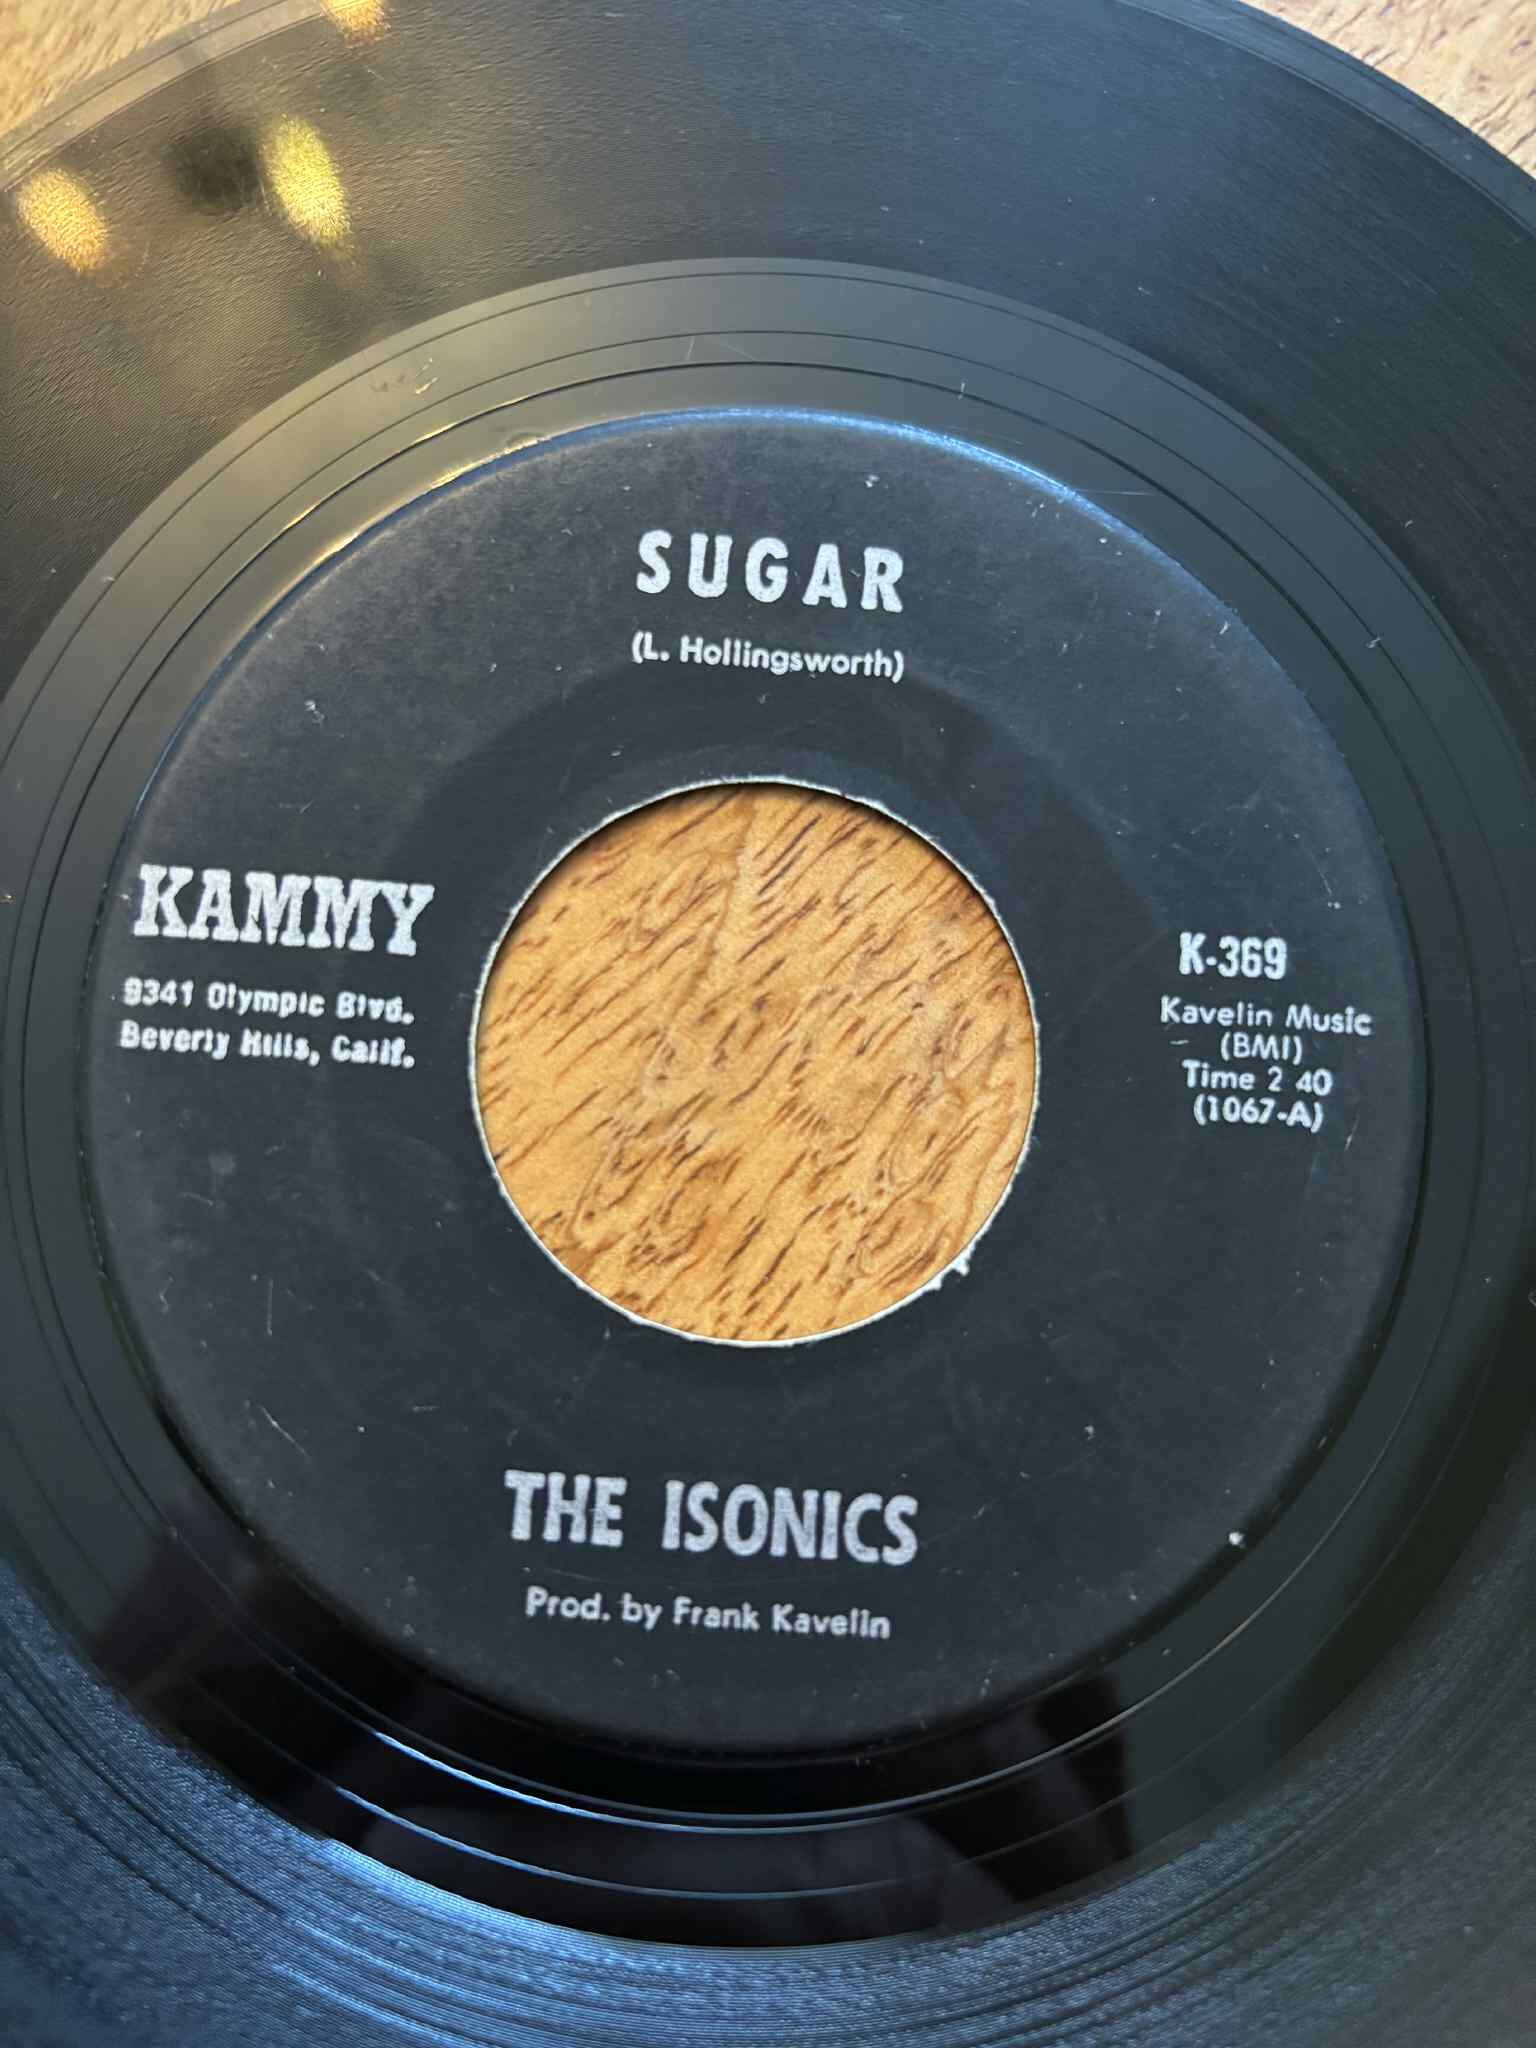 SUGAR
(L. Hollingsworth)
KAMMY
9341 Olympic Blvd.
Beverly Hills, Calif.
K-369
Kavelin Music
(BMI)
Time 2 40
(1067-A)
THE ISONICS
Prod. by Frank Kavelin